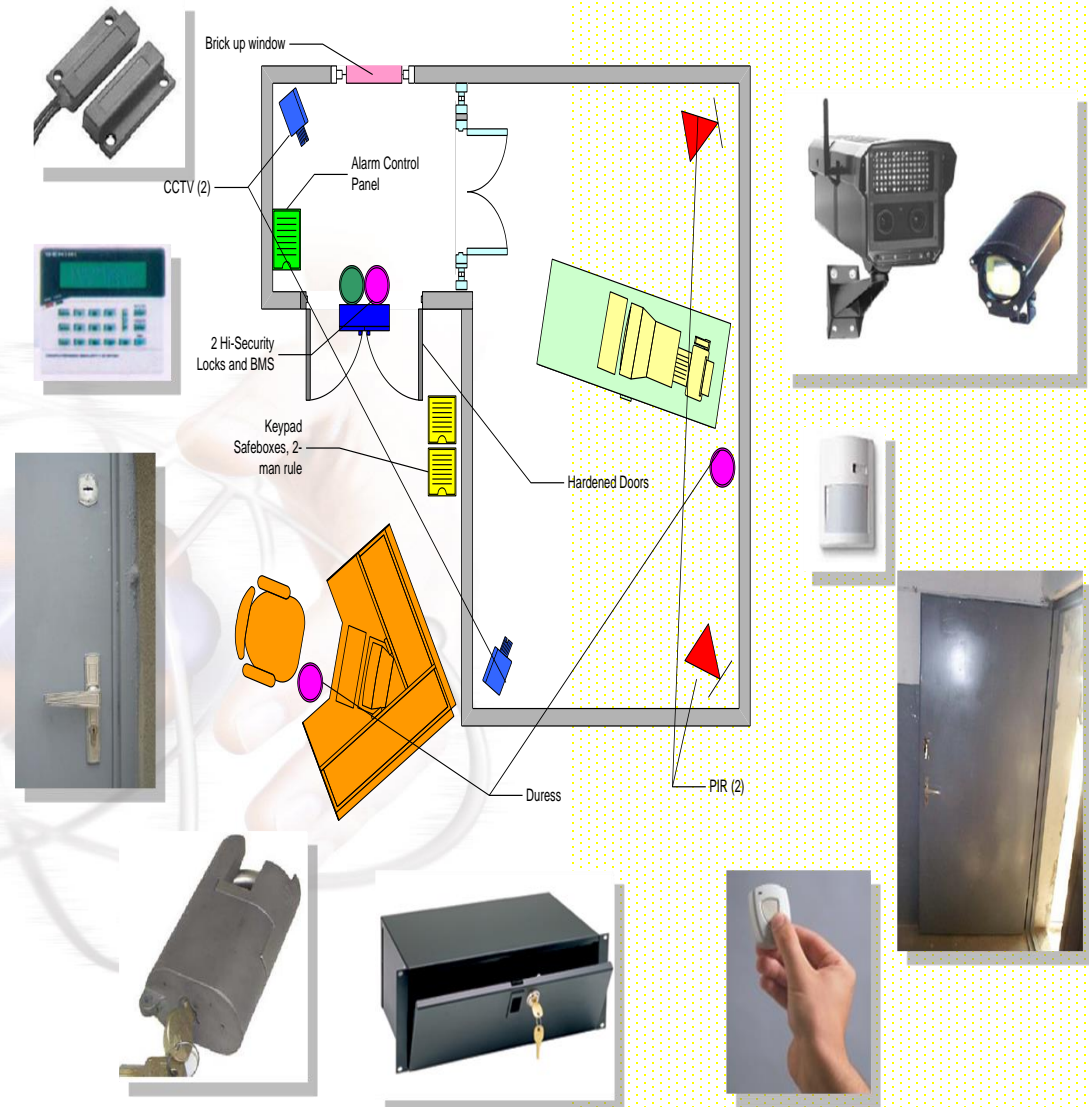 Brick up window
CCTV (2)
Alarm Control
Panel
2 Hi-Security
Locks and BMS
Keypad
Safeboxes, 2-
man rule
Hardened Doors
Duress
PIR (2)
GEMINI